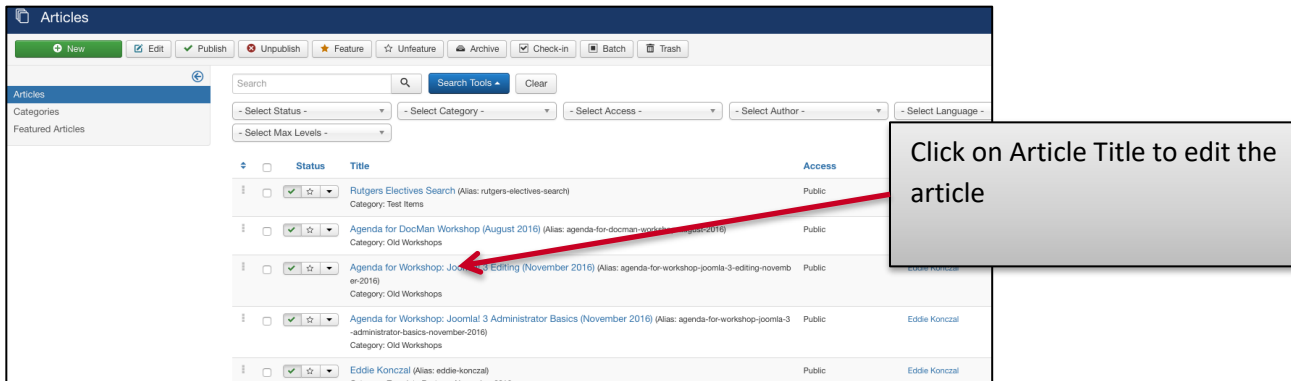 Articles
New Edit Publish Unpublish Feature Unfeature Archive Check-in Batch Trash
Search Search Tools Clear
Articles
Categories
Featured Articles
- Select Status - - Select Category - - Select Access - - Select Author - - Select Language -
- Select Max Levels -
Click on Article Title to edit the
article
Status Title Access
Rutgers Electives Search (Alias: rutgers-electives-search) Public
Category: Test Items
Agenda for DocMan Workshop (August 2016) (Alias: agenda-for-docman-workshop-august-2016) Public
Category: Old Workshops
Agenda for Workshop: Joomla! 3 Editing (November 2016) (Alias: agenda-for-workshop-joomla-3-editing-novemb Public Eddie Konczal
er-2016)
Category: Old Workshops
Agenda for Workshop: Joomla! 3 Administrator Basics (November 2016) (Alias: agenda-for-workshop-joomla-3 Public Eddie Konczal
-administrator-basics-november-2016)
Category: Old Workshops
Eddie Konczal (Alias: eddie-konczal) Public Eddie Konczal